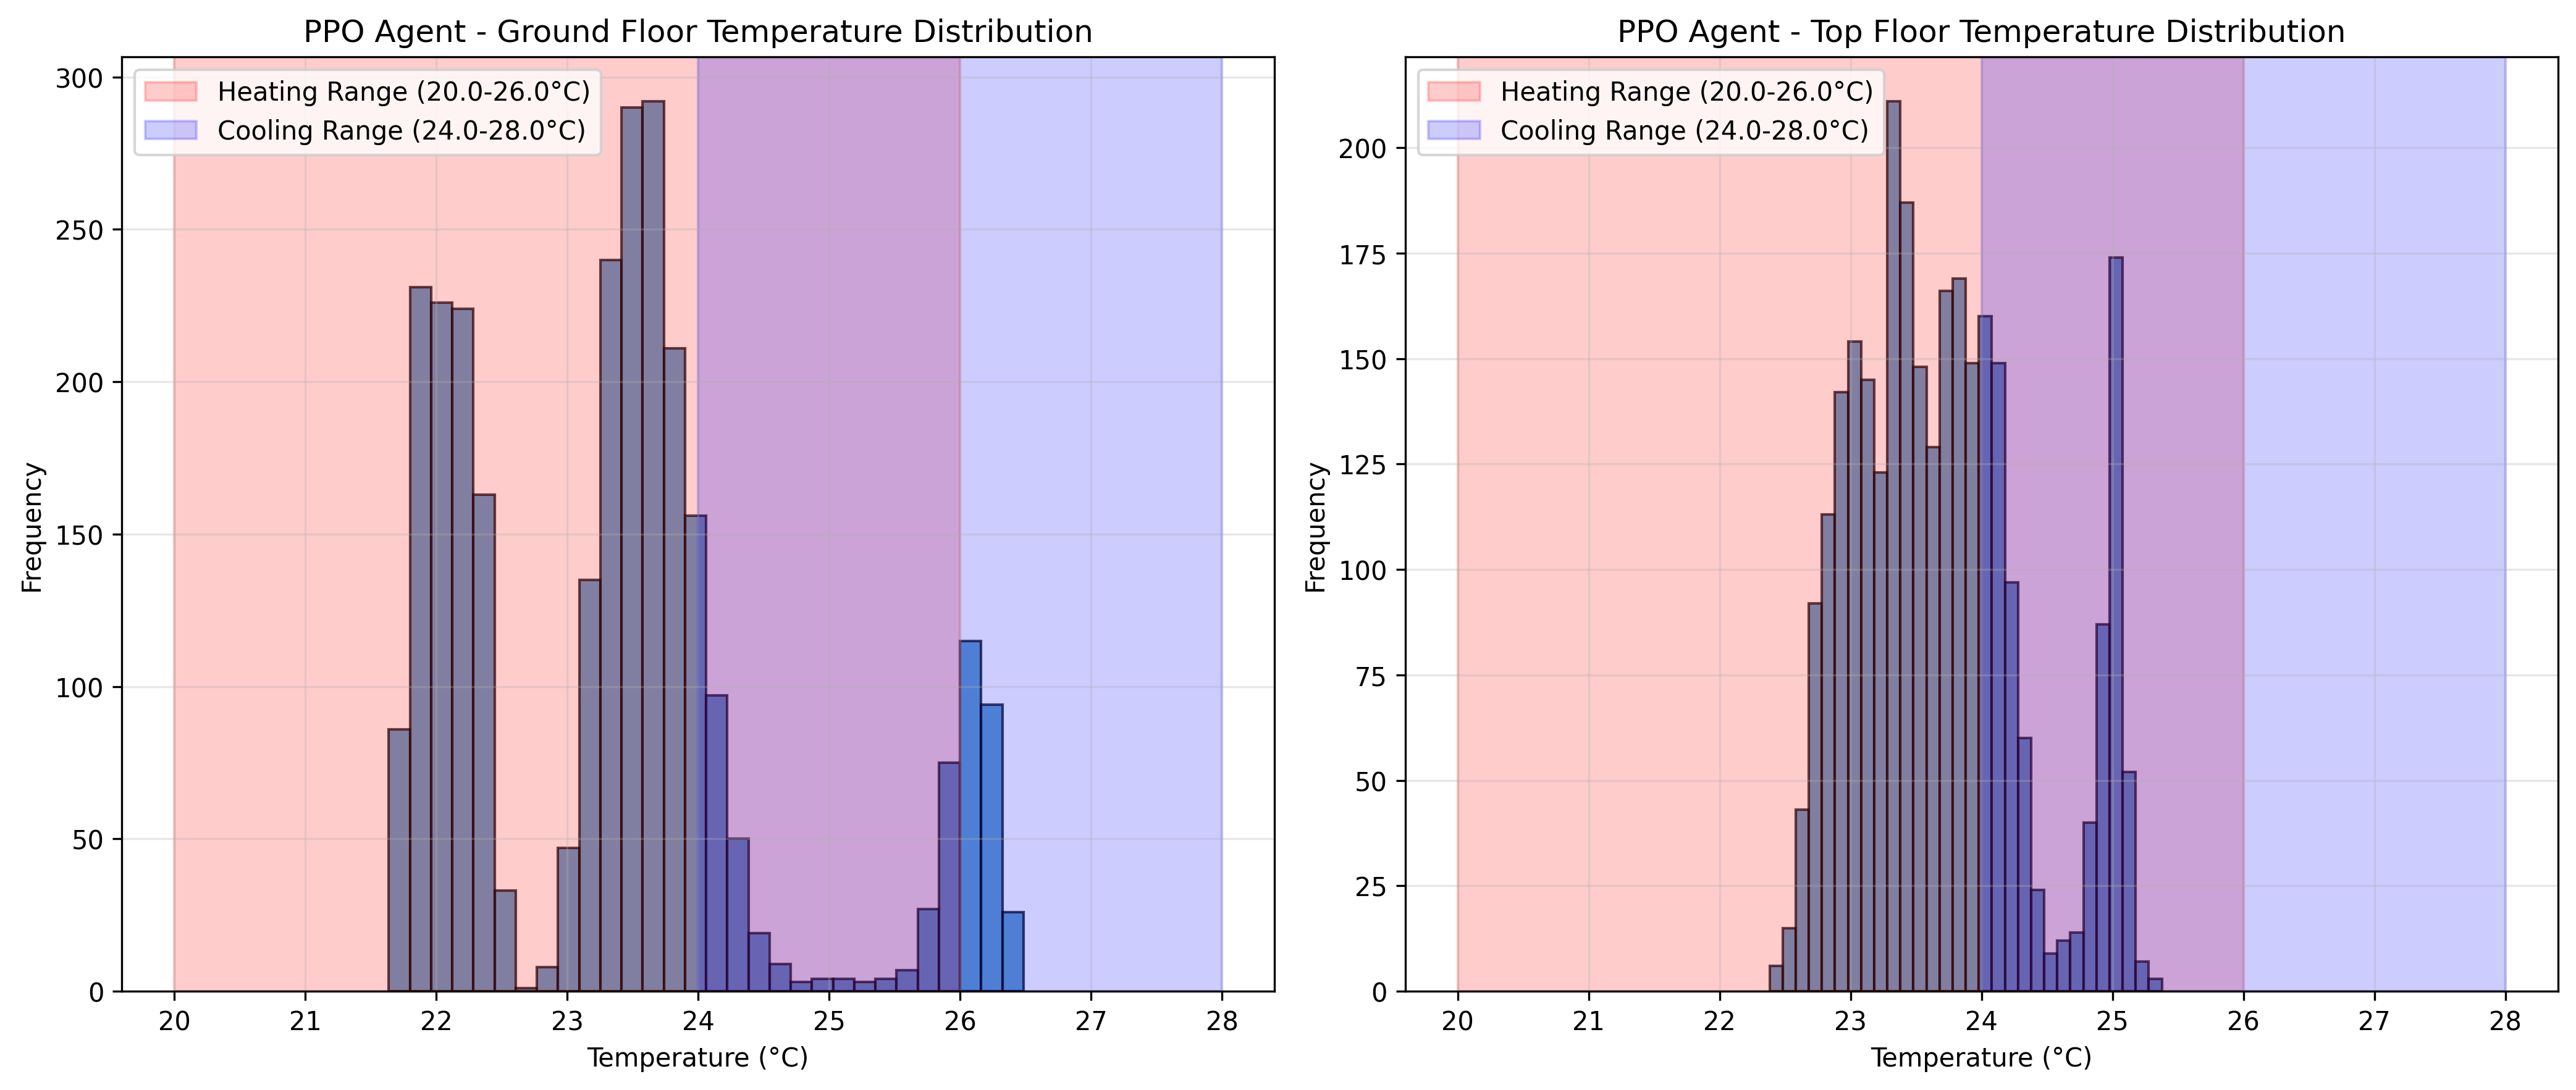 PPO Agent - Ground Floor Temperature Distribution
Heating Range (20.0-26.0°C)
Cooling Range (24.0-28.0°C)
Frequency
300
250
200
150
100
50
0
20 21 22 23 24 25 26 27 28
Temperature (°C)
PPO Agent - Top Floor Temperature Distribution
Heating Range (20.0-26.0°C)
Cooling Range (24.0-28.0°C)
Frequency
200
175
150
125
100
75
50
25
0
20 21 22 23 24 25 26 27 28
Temperature (°C)